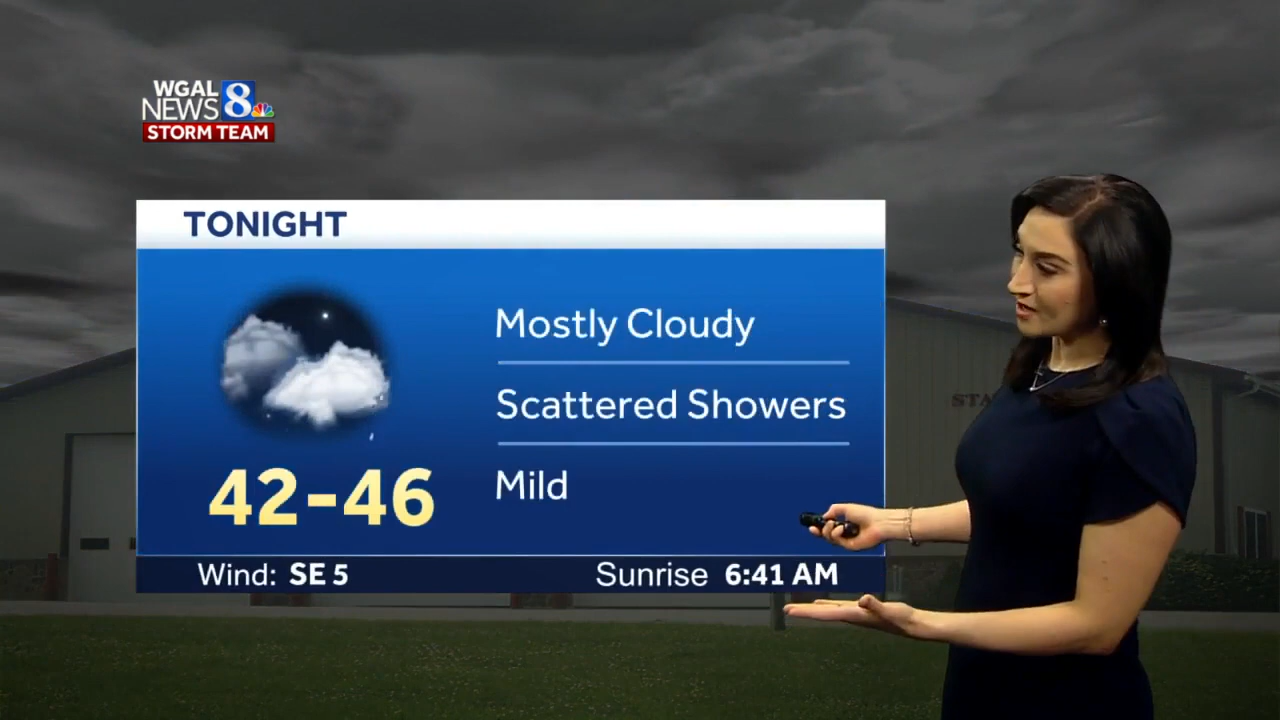 WGAL
NEWS 8
STORM TEAM
TONIGHT
Mostly Cloudy
Scattered Showers
42-46
Mild
Wind: SE 5
Sunrise 6:41 AM